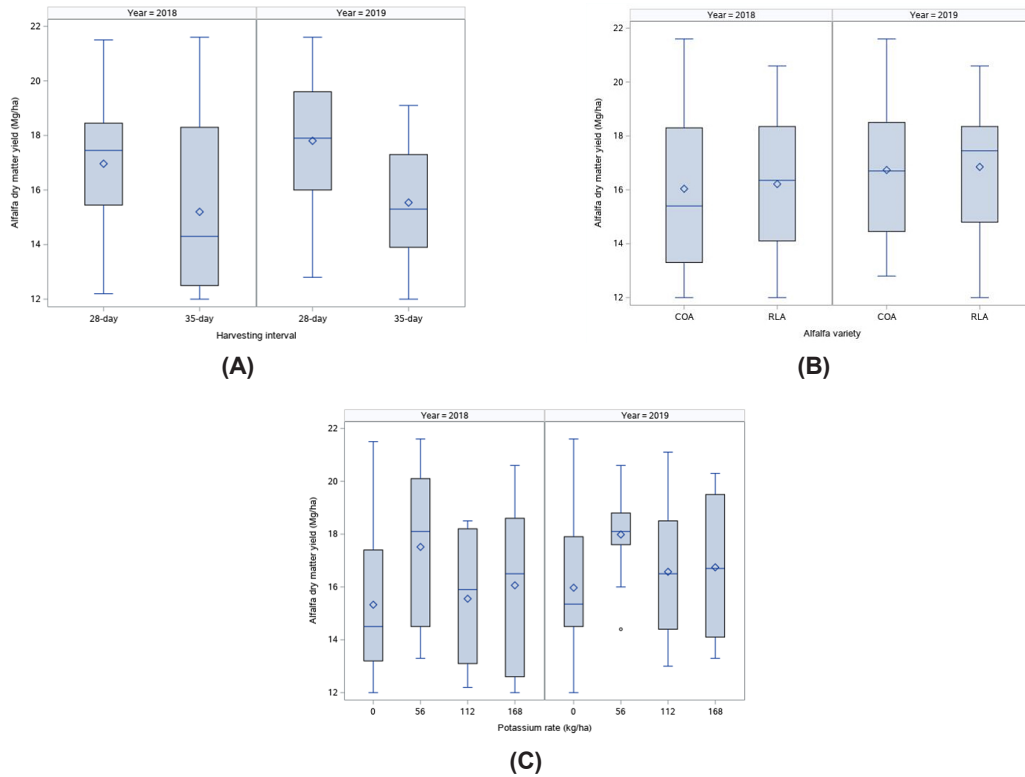 Year = 2018 Year = 2019
22
20
18
16
14
12
Alfalfa dry matter yield (Mg/ha)
28-day 35-day 28-day 35-day
Harvesting interval
(A)
Year = 2018 Year = 2019
22
20
18
16
14
12
Alfalfa dry matter yield (Mg/ha)
COA RLA COA RLA
Alfalfa variety
(B)
Year = 2018 Year = 2019
22
20
18
16
14
12
Alfalfa dry matter yield (Mg/ha)
0 56 112 168 0 56 112 168
Potassium rate (kg/ha)
(C)